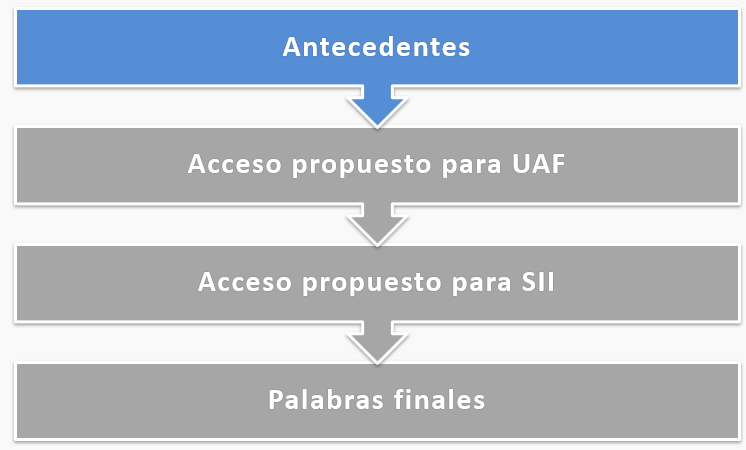 Antecedentes
Acceso propuesto para UAF
Acceso propuesto para SII
Palabras finales